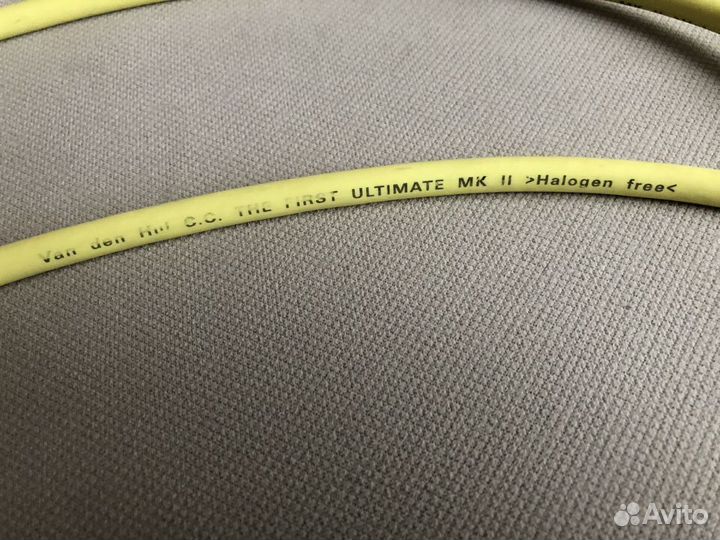 Van den Hul C.C. THE FIRST ULTIMATE MK II >Halogen free<
Avito